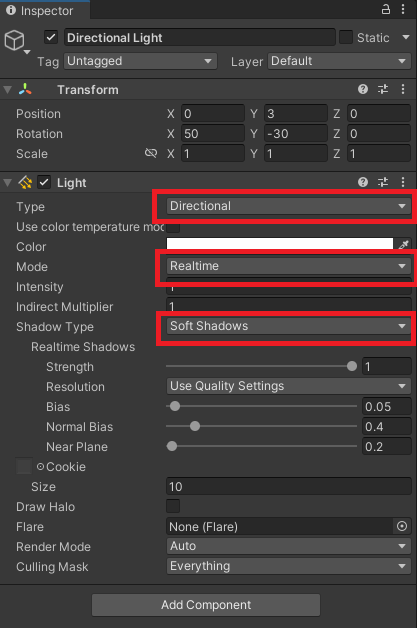 Inspector
Directional Light Static
Tag Untagged Layer Default
Transform
Position X 0 Y 3 Z 0
Rotation X 50 Y -30 Z 0
Scale X 1 Y 1 Z 1
Light
Type Directional
Use color temperature mod
Color
Mode Realtime
Intensity 1
Indirect Multiplier 1
Shadow Type Soft Shadows
Realtime Shadows
Strength 1
Resolution Use Quality Settings
Bias 0.05
Normal Bias 0.4
Near Plane 0.2
Cookie
Size 10
Draw Halo
Flare None (Flare)
Render Mode Auto
Culling Mask Everything
Add Component